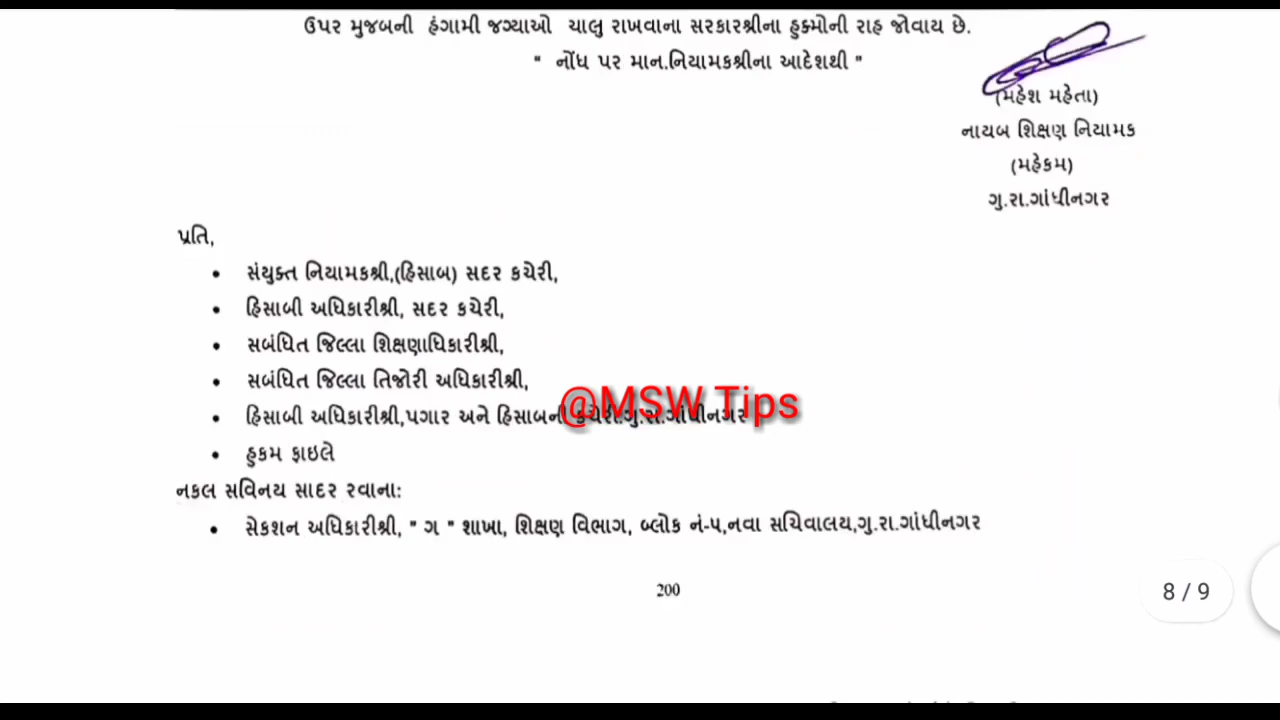 ઉપર મુજબની હંગામી જગ્યાઓ ચાલુ રાખવાના સરકારશ્રીના હુકમોની રાહ જોવાય છે.
" નોંધ પર માન.નિયામકશ્રીના આદેશથી "
(મહેશ મહેતા)
નાયબ શિક્ષણ નિયામક
(મહેકમ)
ગુ.રા.ગાંધીનગર
પ્રતિ,
• સંયુક્ત નિયામકશ્રી,(હિસાબ) સદર કચેરી,
• હિસાબી અધિકારીશ્રી, સદર કચેરી,
• સબંધિત જિલ્લા શિક્ષણાધિકારીશ્રી,
• સબંધિત જિલ્લા તિજોરી અધિકારીશ્રી,
@MSW Tips
• હિસાબી અધિકારીશ્રી,પગાર અને હિસાબની કચેરી.ગુ.રા.ગાંધીનગર
• હુકમ ફાઇલે
નકલ સવિનય સાદર રવાના:
• સેકશન અધિકારીશ્રી, " ગ " શાખા, શિક્ષણ વિભાગ, બ્લોક નં-૫,નવા સચિવાલય,ગુ.રા.ગાંધીનગર
200
8 / 9